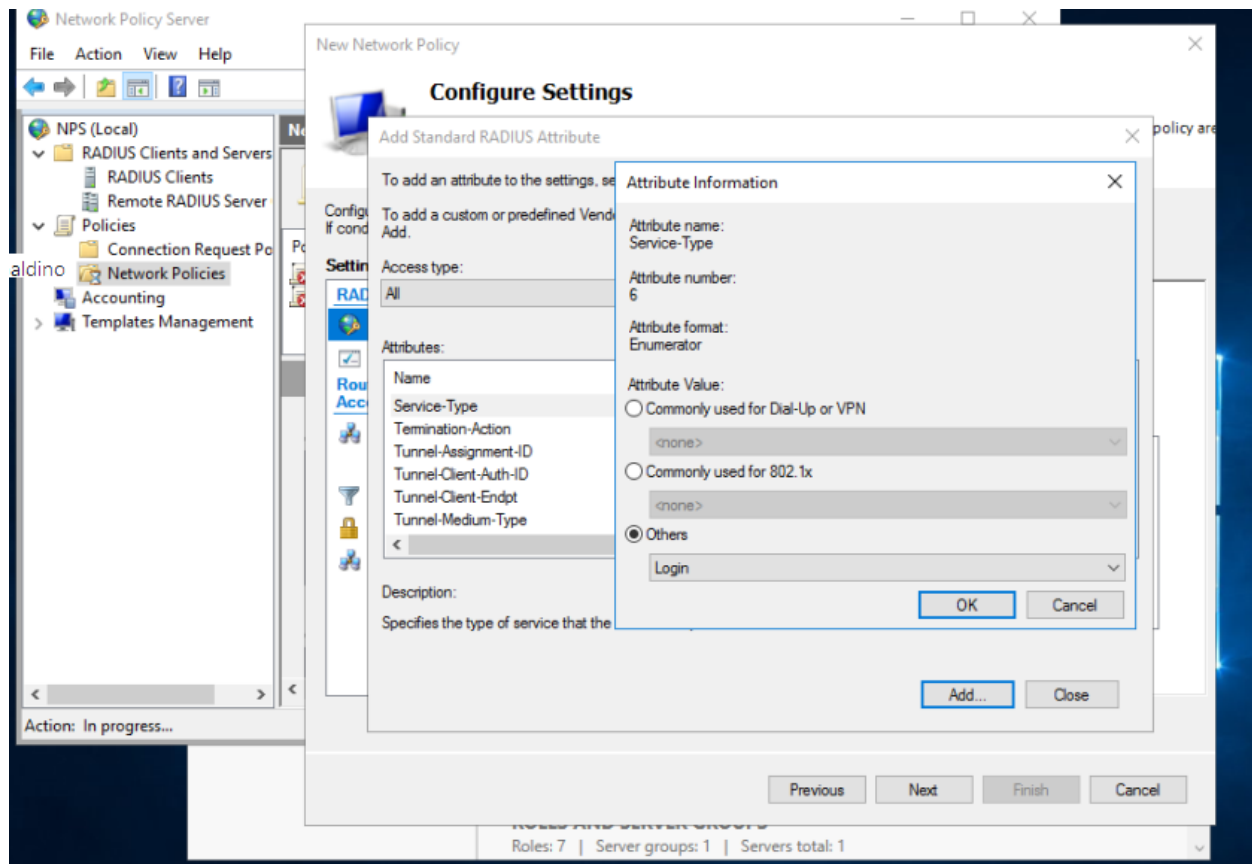 Network Policy Server
File Action View Help
NPS (Local)
RADIUS Clients and Servers
RADIUS Clients
Remote RADIUS Server
Policies
Connection Request Po
aldino
Network Policies
Accounting
Templates Management
Action: In progress...
New Network Policy
Configure Settings
policy are
Configu
If cond
Settin
RAD
Rou
Acc
Add Standard RADIUS Attribute
To add an attribute to the settings, se
To add a custom or predefined Vend
Add.
Access type:
All
Attributes:
Name
Service-Type
Termination-Action
Tunnel-Assignment-ID
Tunnel-Client-Auth-ID
Tunnel-Client-Endpt
Tunnel-Medium-Type
Description:
Specifies the type of service that the
Add... Close
Attribute Information
Attribute name:
Service-Type
Attribute number:
6
Attribute format:
Enumerator
Attribute Value:
Commonly used for Dial-Up or VPN
<none>
Commonly used for 802.1x
<none>
Others
Login
OK Cancel
Previous Next Finish Cancel
ROLES AND SERVER GROUPS
Roles: 7 | Server groups: 1 | Servers total: 1